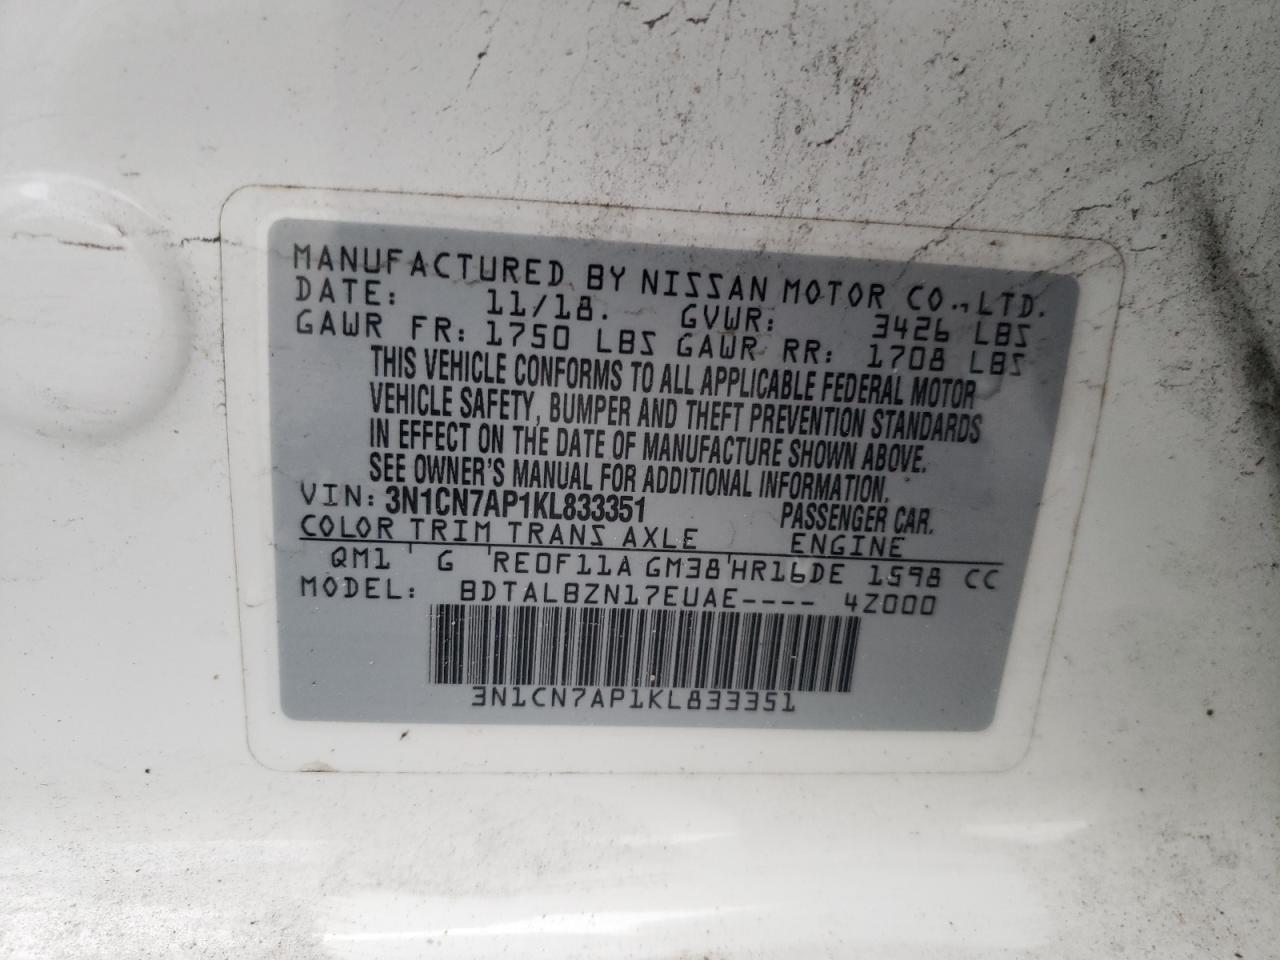 MANUFACTURED BY NISSAN MOTOR CO., LTD.
DATE: 11/18. GVWR: 3426 LBS
GAWR FR: 1750 LBS GAWR RR: 1708 LBS
THIS VEHICLE CONFORMS TO ALL APPLICABLE FEDERAL MOTOR
VEHICLE SAFETY, BUMPER AND THEFT PREVENTION STANDARDS
IN EFFECT ON THE DATE OF MANUFACTURE SHOWN ABOVE.
SEE OWNER'S MANUAL FOR ADDITIONAL INFORMATION.
VIN: 3N1CN7AP1KL833351 PASSENGER CAR.
COLOR TRIM TRANS AXLE ENGINE
QM1 ' G 'RE0F11A GM38'HR16DE 1598 CC
MODEL: BDTALBZN17EUAE---- 4Z000
3N1CN7AP1KL833351